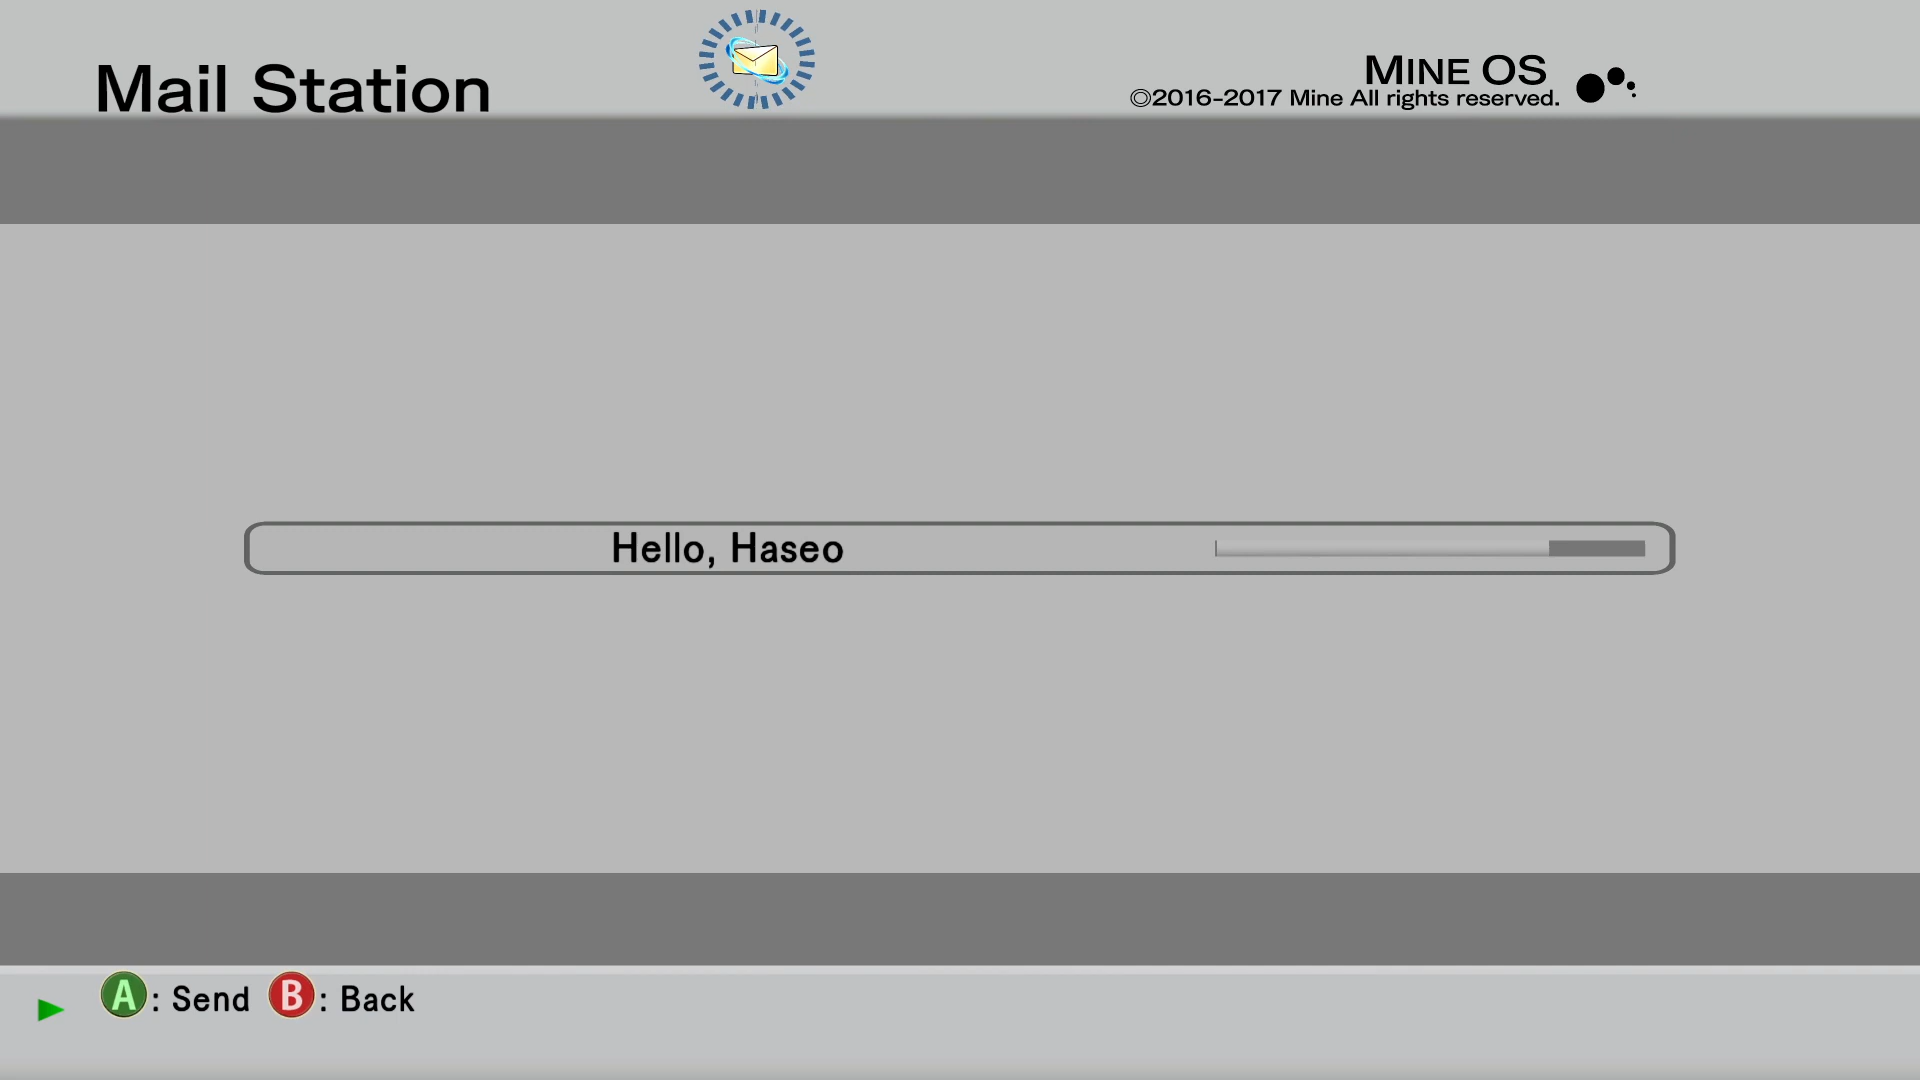 Mail Station
MINE OS
©2016-2017 Mine All rights reserved.
Hello, Haseo
A: Send B: Back